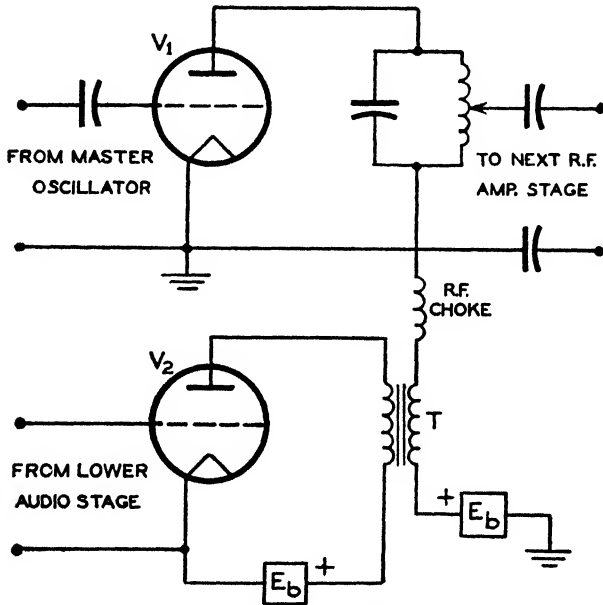 V1
FROM MASTER
OSCILLATOR
TO NEXT R.F.
AMP. STAGE
R.F.
CHOKE
V2
T
FROM LOWER
AUDIO STAGE
+
Eb
+
Eb